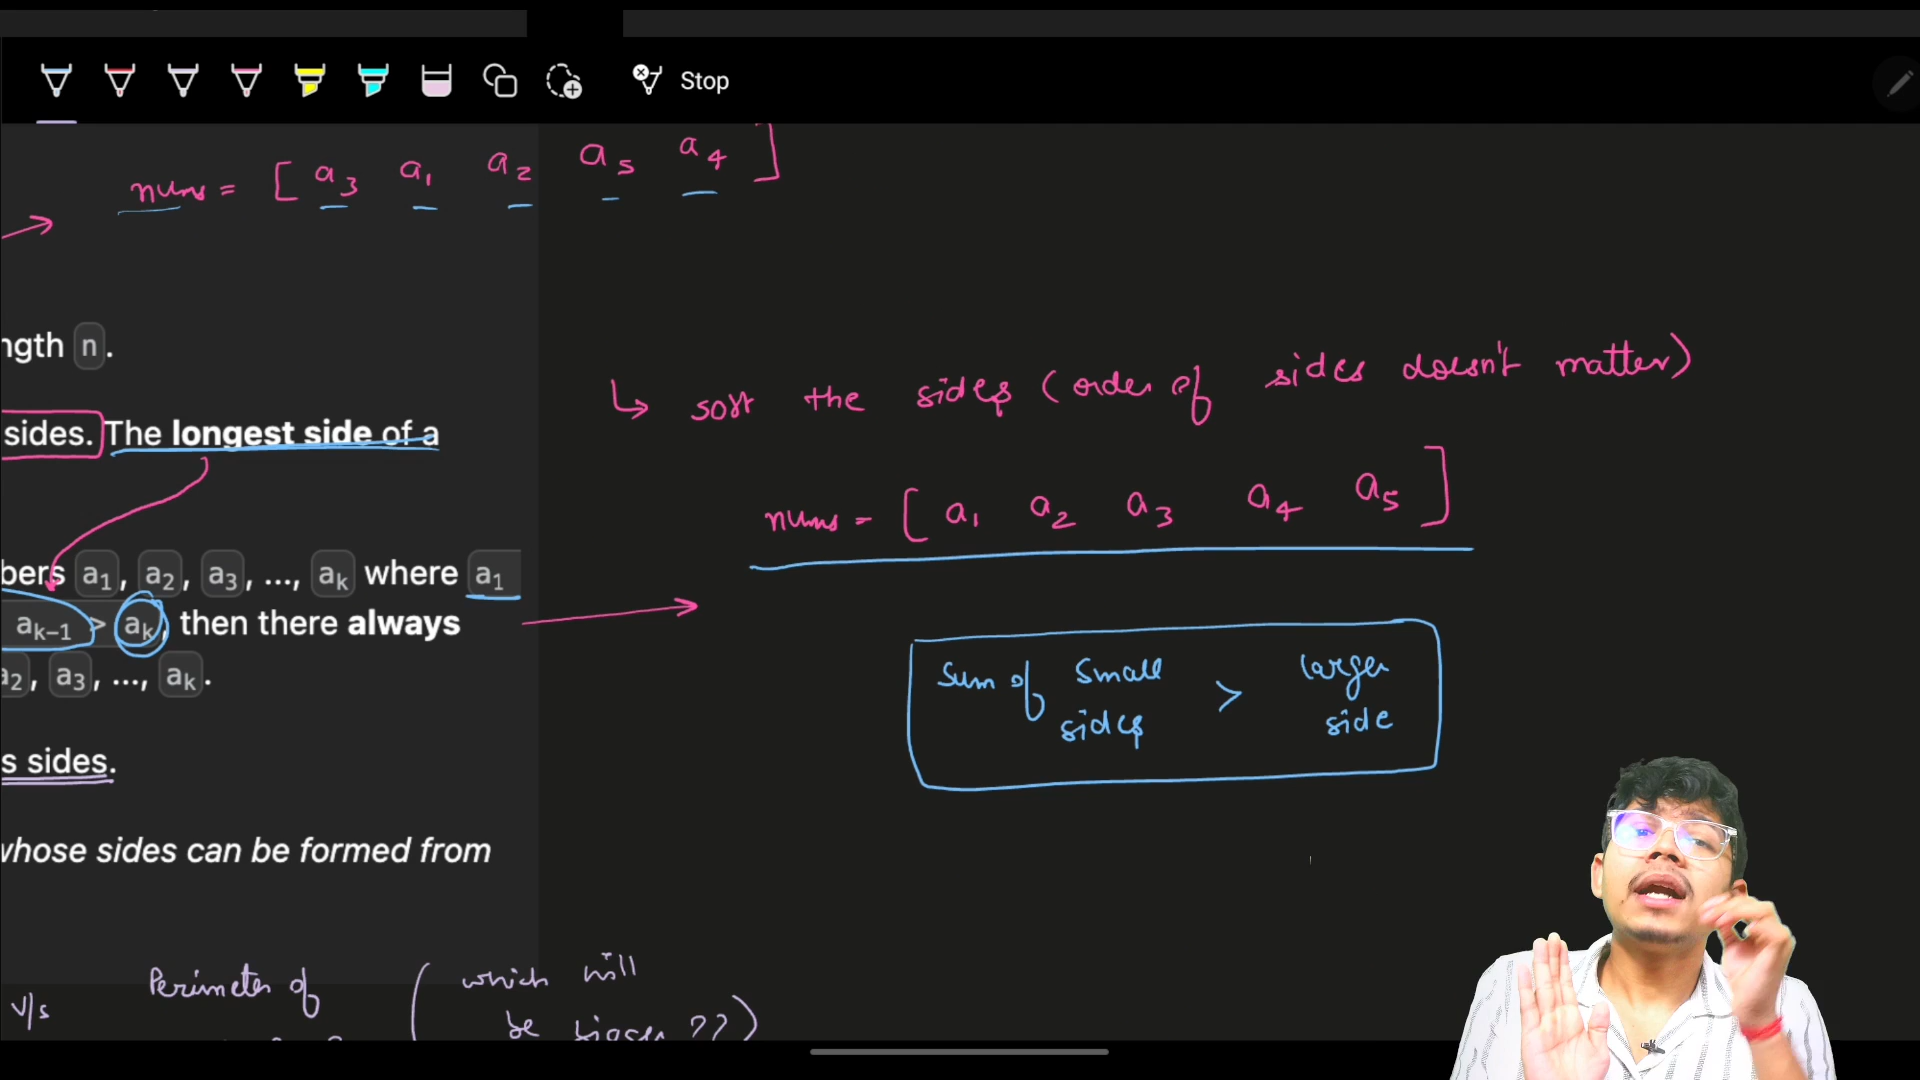 Stop
nums = [ a3 a1 a2 a5 a4 ]
ngth n.
↳ sort the sides (order of sides doesn't matter)
sides. The longest side of a
nums = [ a1 a2 a3 a4 a5 ]
bers a1, a2, a3, ..., ak where a1
ak-1 > ak, then there always
a2, a3, ..., ak.
Sum of small sides > larger side
s sides.
whose sides can be formed from
v/s Perimeter of ( which will
be bigger ?? )